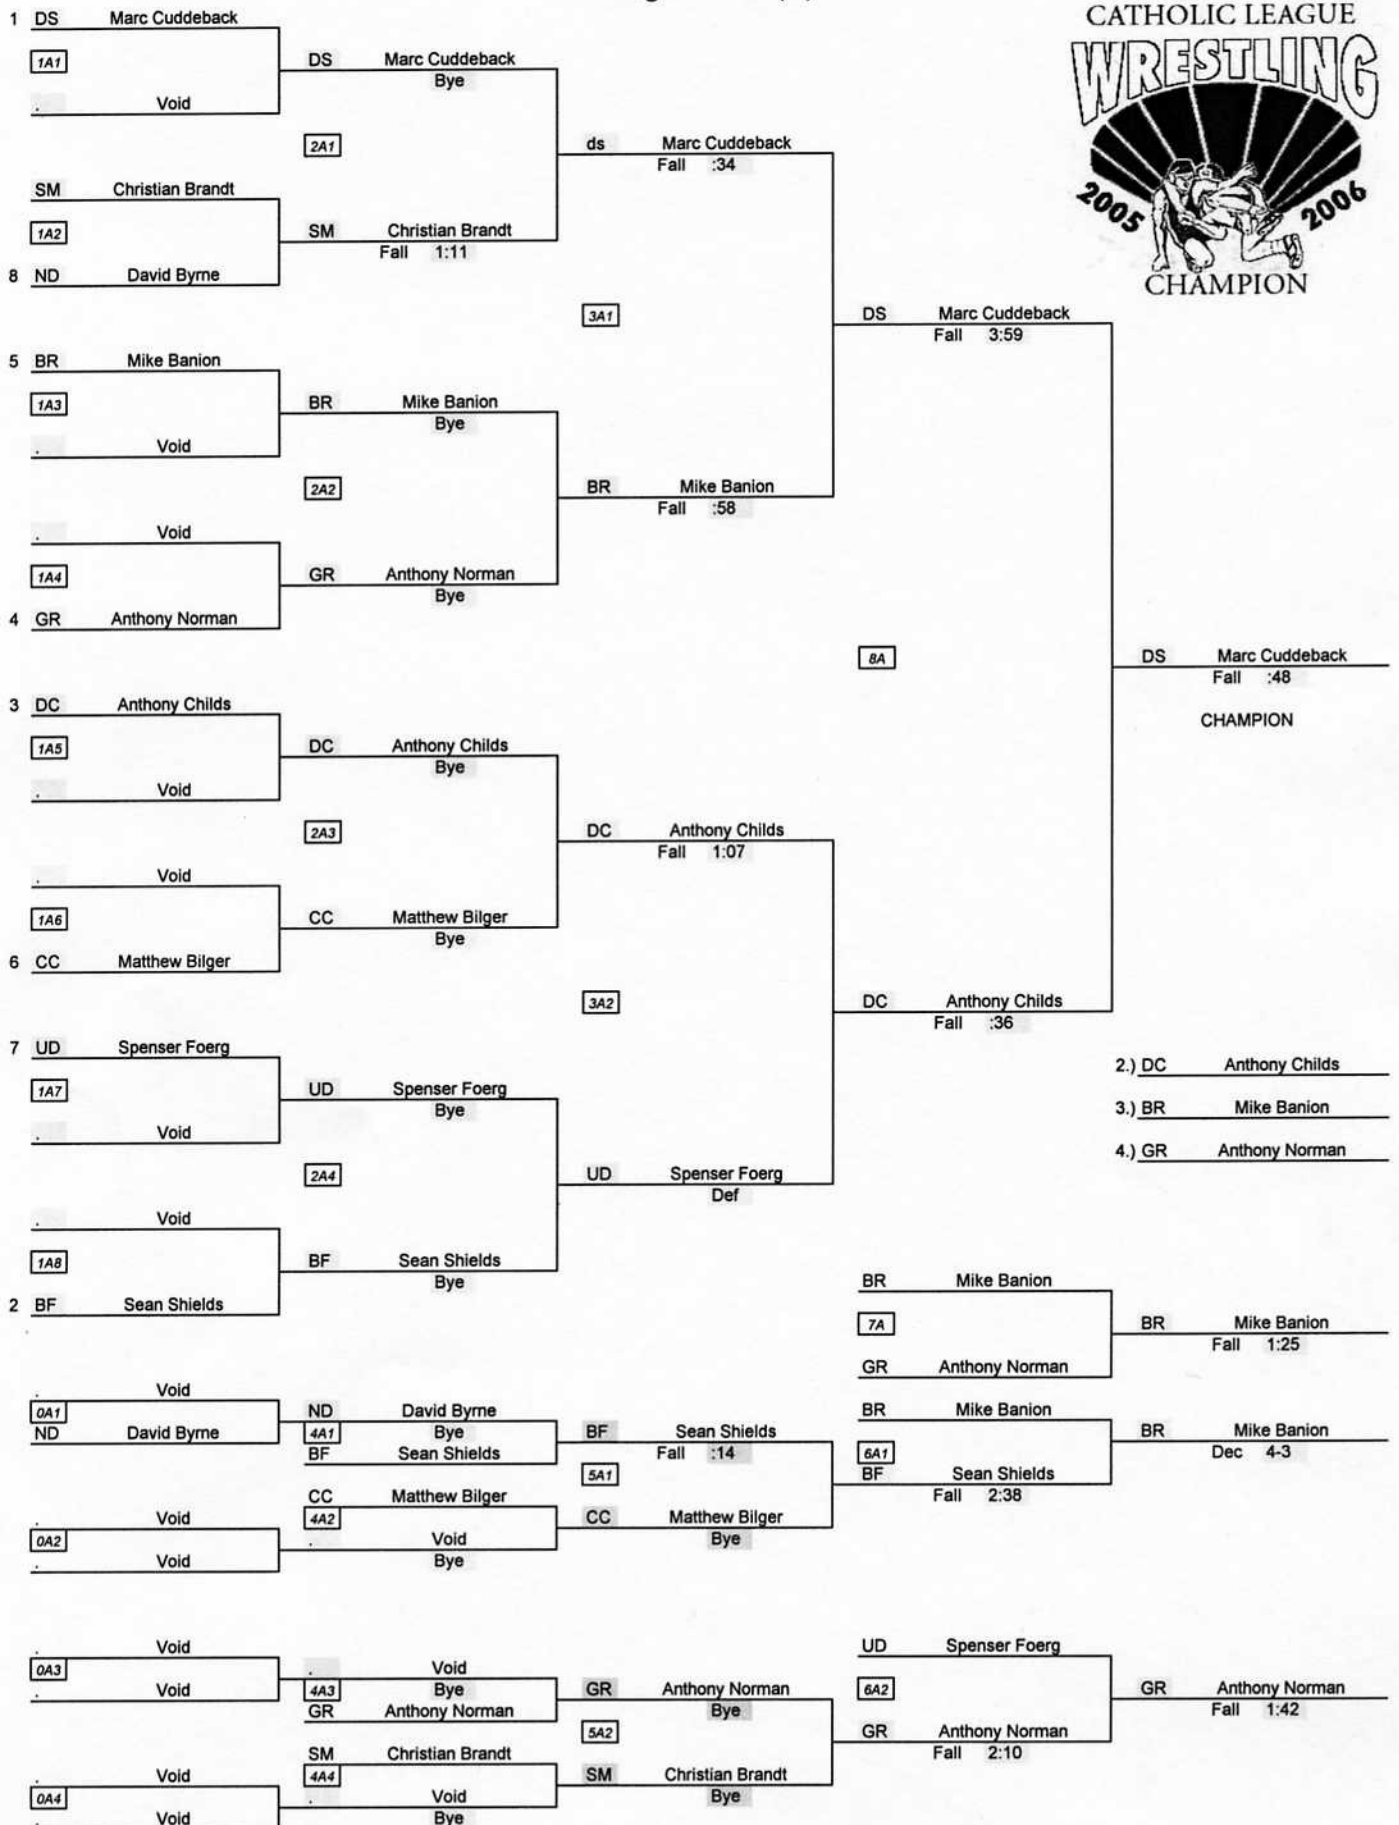 CATHOLIC LEAGUE
WRESTLING
2005 2006
CHAMPION
1 DS Marc Cuddeback
1A1
DS Marc Cuddeback
Bye
. Void
2A1
ds Marc Cuddeback
Fall :34
SM Christian Brandt
1A2
SM Christian Brandt
Fall 1:11
8 ND David Byrne
3A1
DS Marc Cuddeback
Fall 3:59
5 BR Mike Banion
1A3
BR Mike Banion
Bye
. Void
2A2
BR Mike Banion
Fall :58
. Void
1A4
GR Anthony Norman
Bye
4 GR Anthony Norman
8A
DS Marc Cuddeback
Fall :48
CHAMPION
3 DC Anthony Childs
1A5
DC Anthony Childs
Bye
. Void
2A3
DC Anthony Childs
Fall 1:07
. Void
1A6
CC Matthew Bilger
Bye
6 CC Matthew Bilger
3A2
DC Anthony Childs
Fall :36
7 UD Spenser Foerg
1A7
UD Spenser Foerg
Bye
. Void
2A4
UD Spenser Foerg
Def
. Void
1A8
BF Sean Shields
Bye
2 BF Sean Shields
2.) DC Anthony Childs
3.) BR Mike Banion
4.) GR Anthony Norman
BR Mike Banion
7A
BR Mike Banion
Fall 1:25
GR Anthony Norman
. Void
0A1
ND David Byrne
ND David Byrne
4A1 Bye
BF Sean Shields
BF Sean Shields
Fall :14
5A1
BR Mike Banion
6A1
BF Sean Shields
Fall 2:38
BR Mike Banion
Dec 4-3
CC Matthew Bilger
4A2
. Void
Bye
CC Matthew Bilger
Bye
. Void
0A2
. Void
. Void
0A3
. Void
. Void
4A3 Bye
GR Anthony Norman
GR Anthony Norman
Bye
5A2
UD Spenser Foerg
6A2
GR Anthony Norman
Fall 2:10
GR Anthony Norman
Fall 1:42
SM Christian Brandt
4A4
. Void
Bye
SM Christian Brandt
Bye
. Void
0A4
. Void